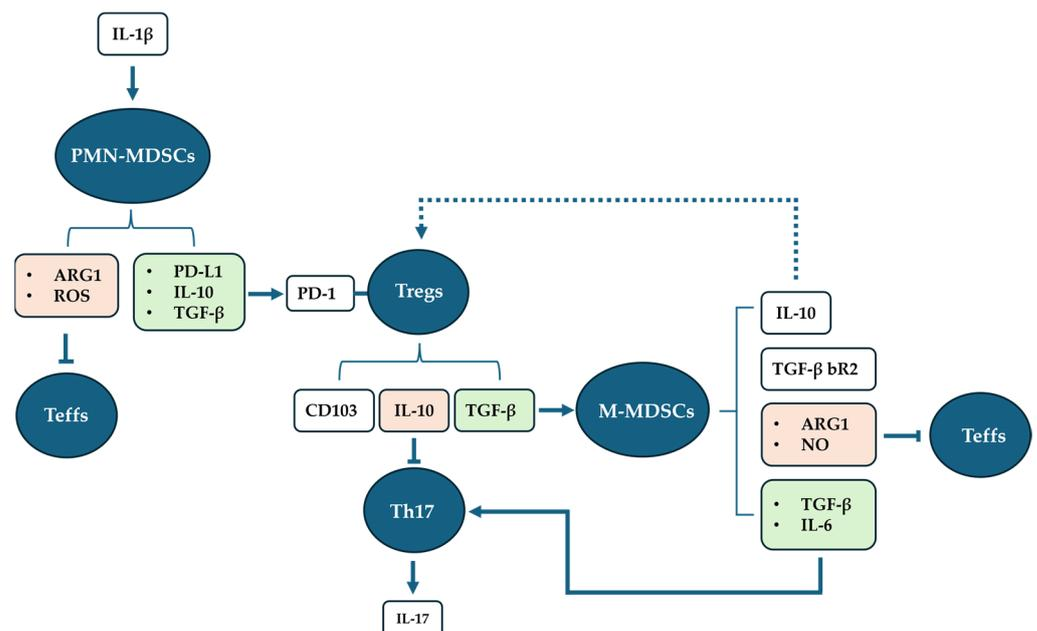 IL-1β
PMN-MDSCs
• ARG1
• ROS
• PD-L1
• IL-10
• TGF-β
PD-1
Tregs
Teffs
CD103
IL-10
TGF-β
M-MDSCs
IL-10
TGF-β bR2
• ARG1
• NO
• TGF-β
• IL-6
Teffs
Th17
IL-17